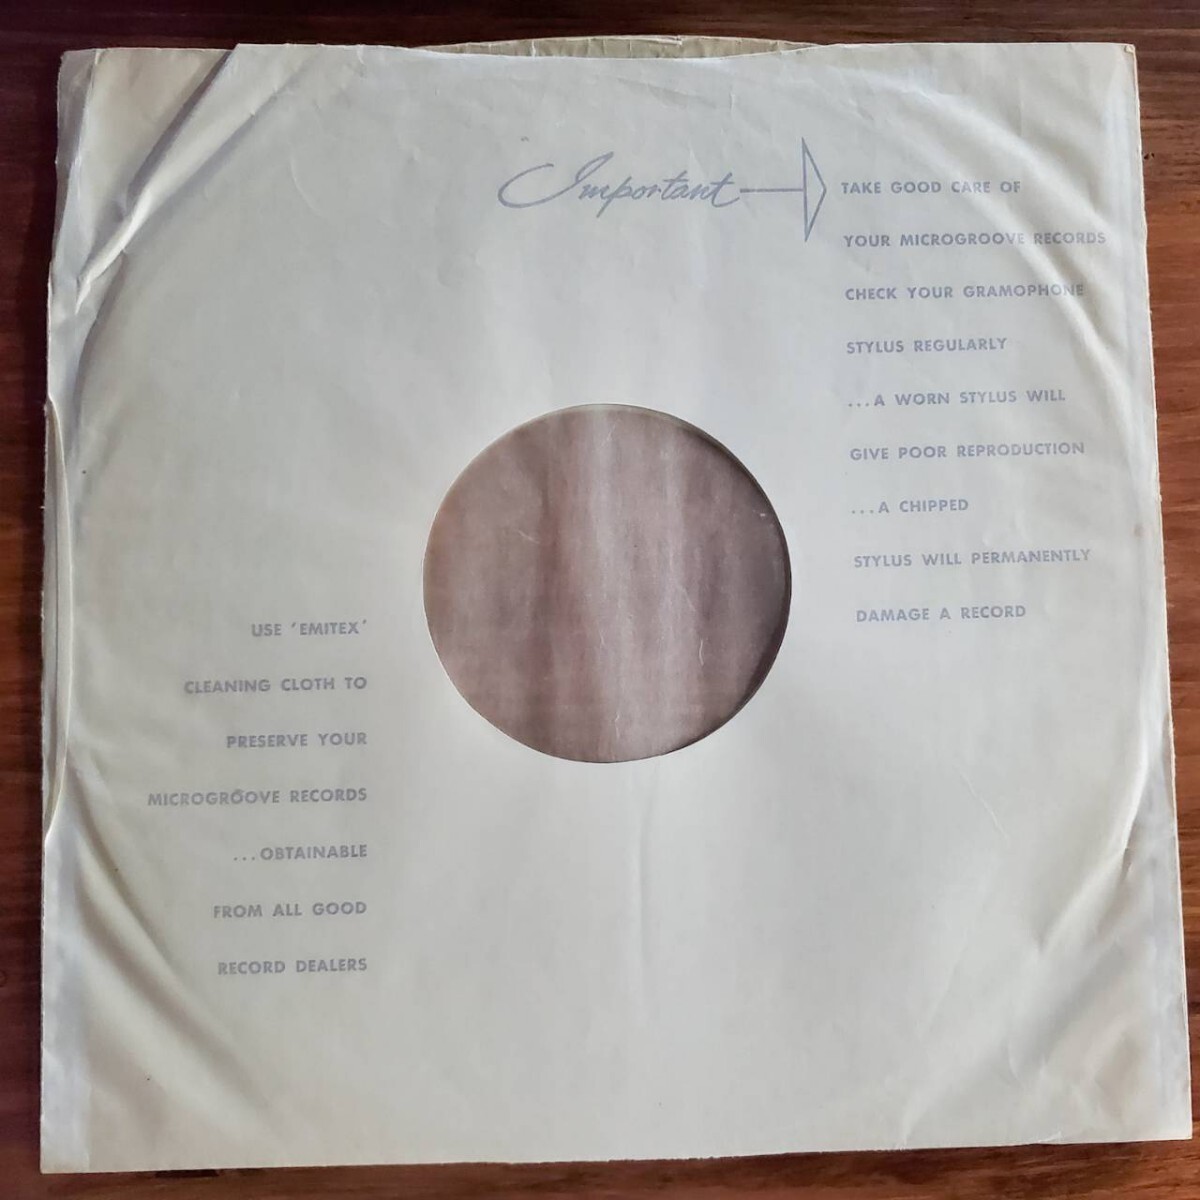 Important
TAKE GOOD CARE OF
YOUR MICROGROOVE RECORDS
CHECK YOUR GRAMOPHONE
STYLUS REGULARLY
...A WORN STYLUS WILL
GIVE POOR REPRODUCTION
...A CHIPPED
STYLUS WILL PERMANENTLY
DAMAGE A RECORD
USE 'EMITEX'
CLEANING CLOTH TO
PRESERVE YOUR
MICROGROOVE RECORDS
...OBTAINABLE
FROM ALL GOOD
RECORD DEALERS